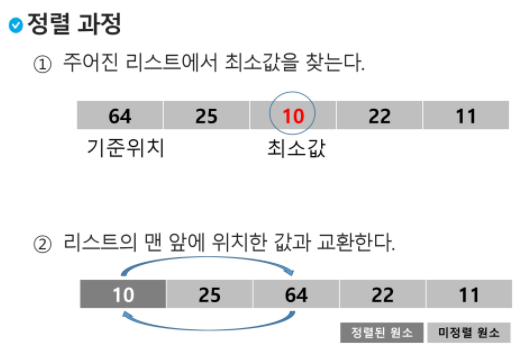 정렬 과정
① 주어진 리스트에서 최소값을 찾는다.
64 25 10 22 11
기준위치 최소값
② 리스트의 맨 앞에 위치한 값과 교환한다.
10 25 64 22 11
정렬된 원소 미정렬 원소